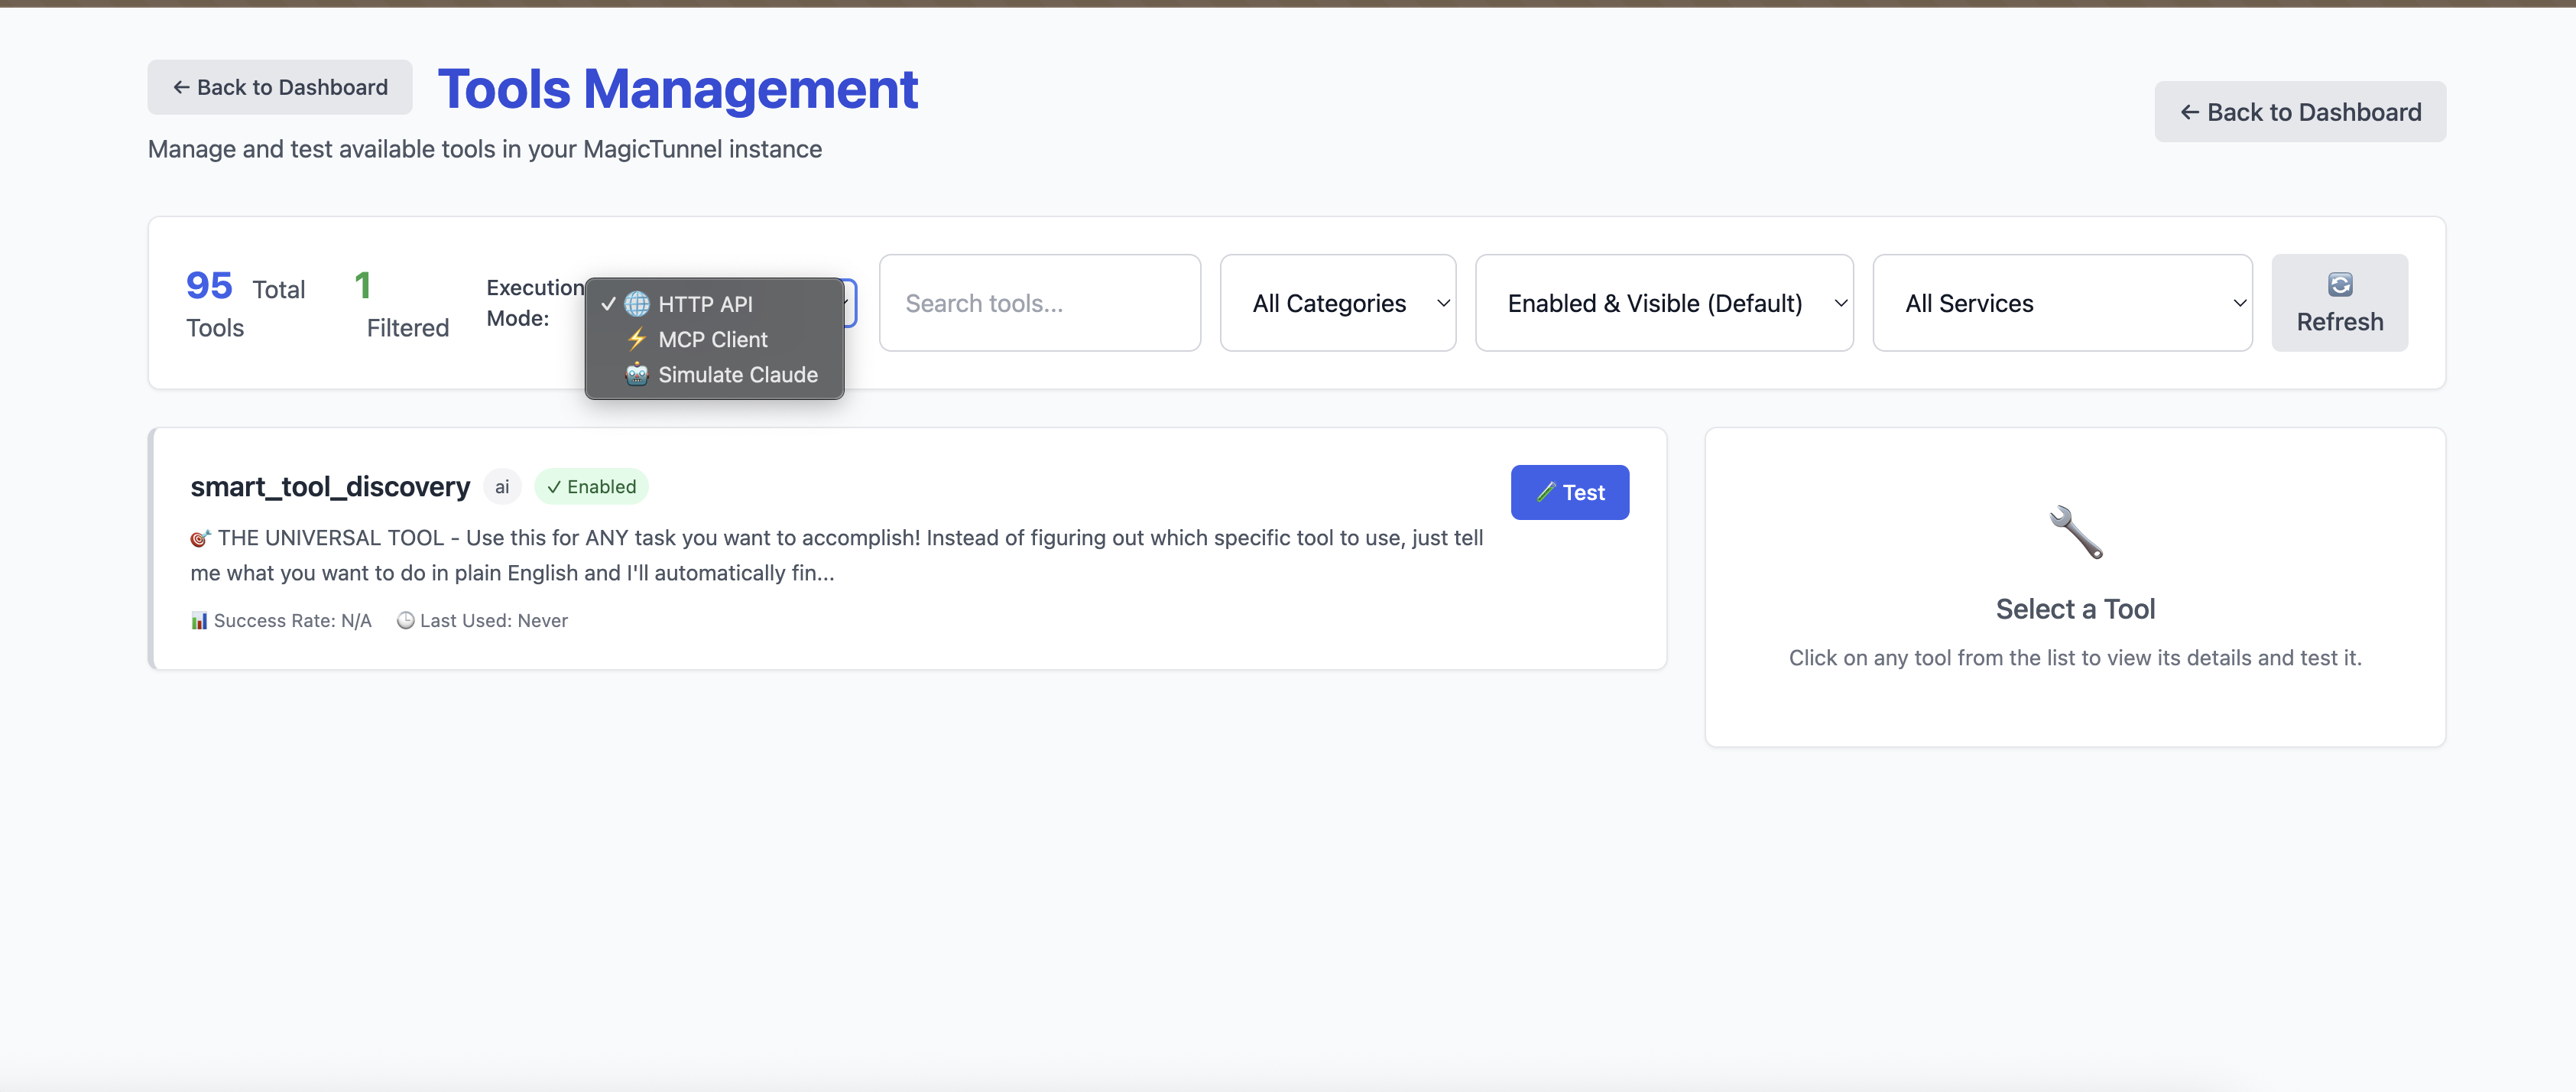 ← Back to Dashboard
Tools Management
← Back to Dashboard
Manage and test available tools in your MagicTunnel instance
95 Total
Tools
1
Filtered
Execution
Mode:
✓ 🌐 HTTP API
⚡ MCP Client
🤖 Simulate Claude
Search tools...
All Categories
Enabled & Visible (Default)
All Services
🔄
Refresh
smart_tool_discovery
ai
✓ Enabled
🧪 Test
🎯 THE UNIVERSAL TOOL - Use this for ANY task you want to accomplish! Instead of figuring out which specific tool to use, just tell
me what you want to do in plain English and I'll automatically fin...
📊 Success Rate: N/A
🕒 Last Used: Never
🔧
Select a Tool
Click on any tool from the list to view its details and test it.